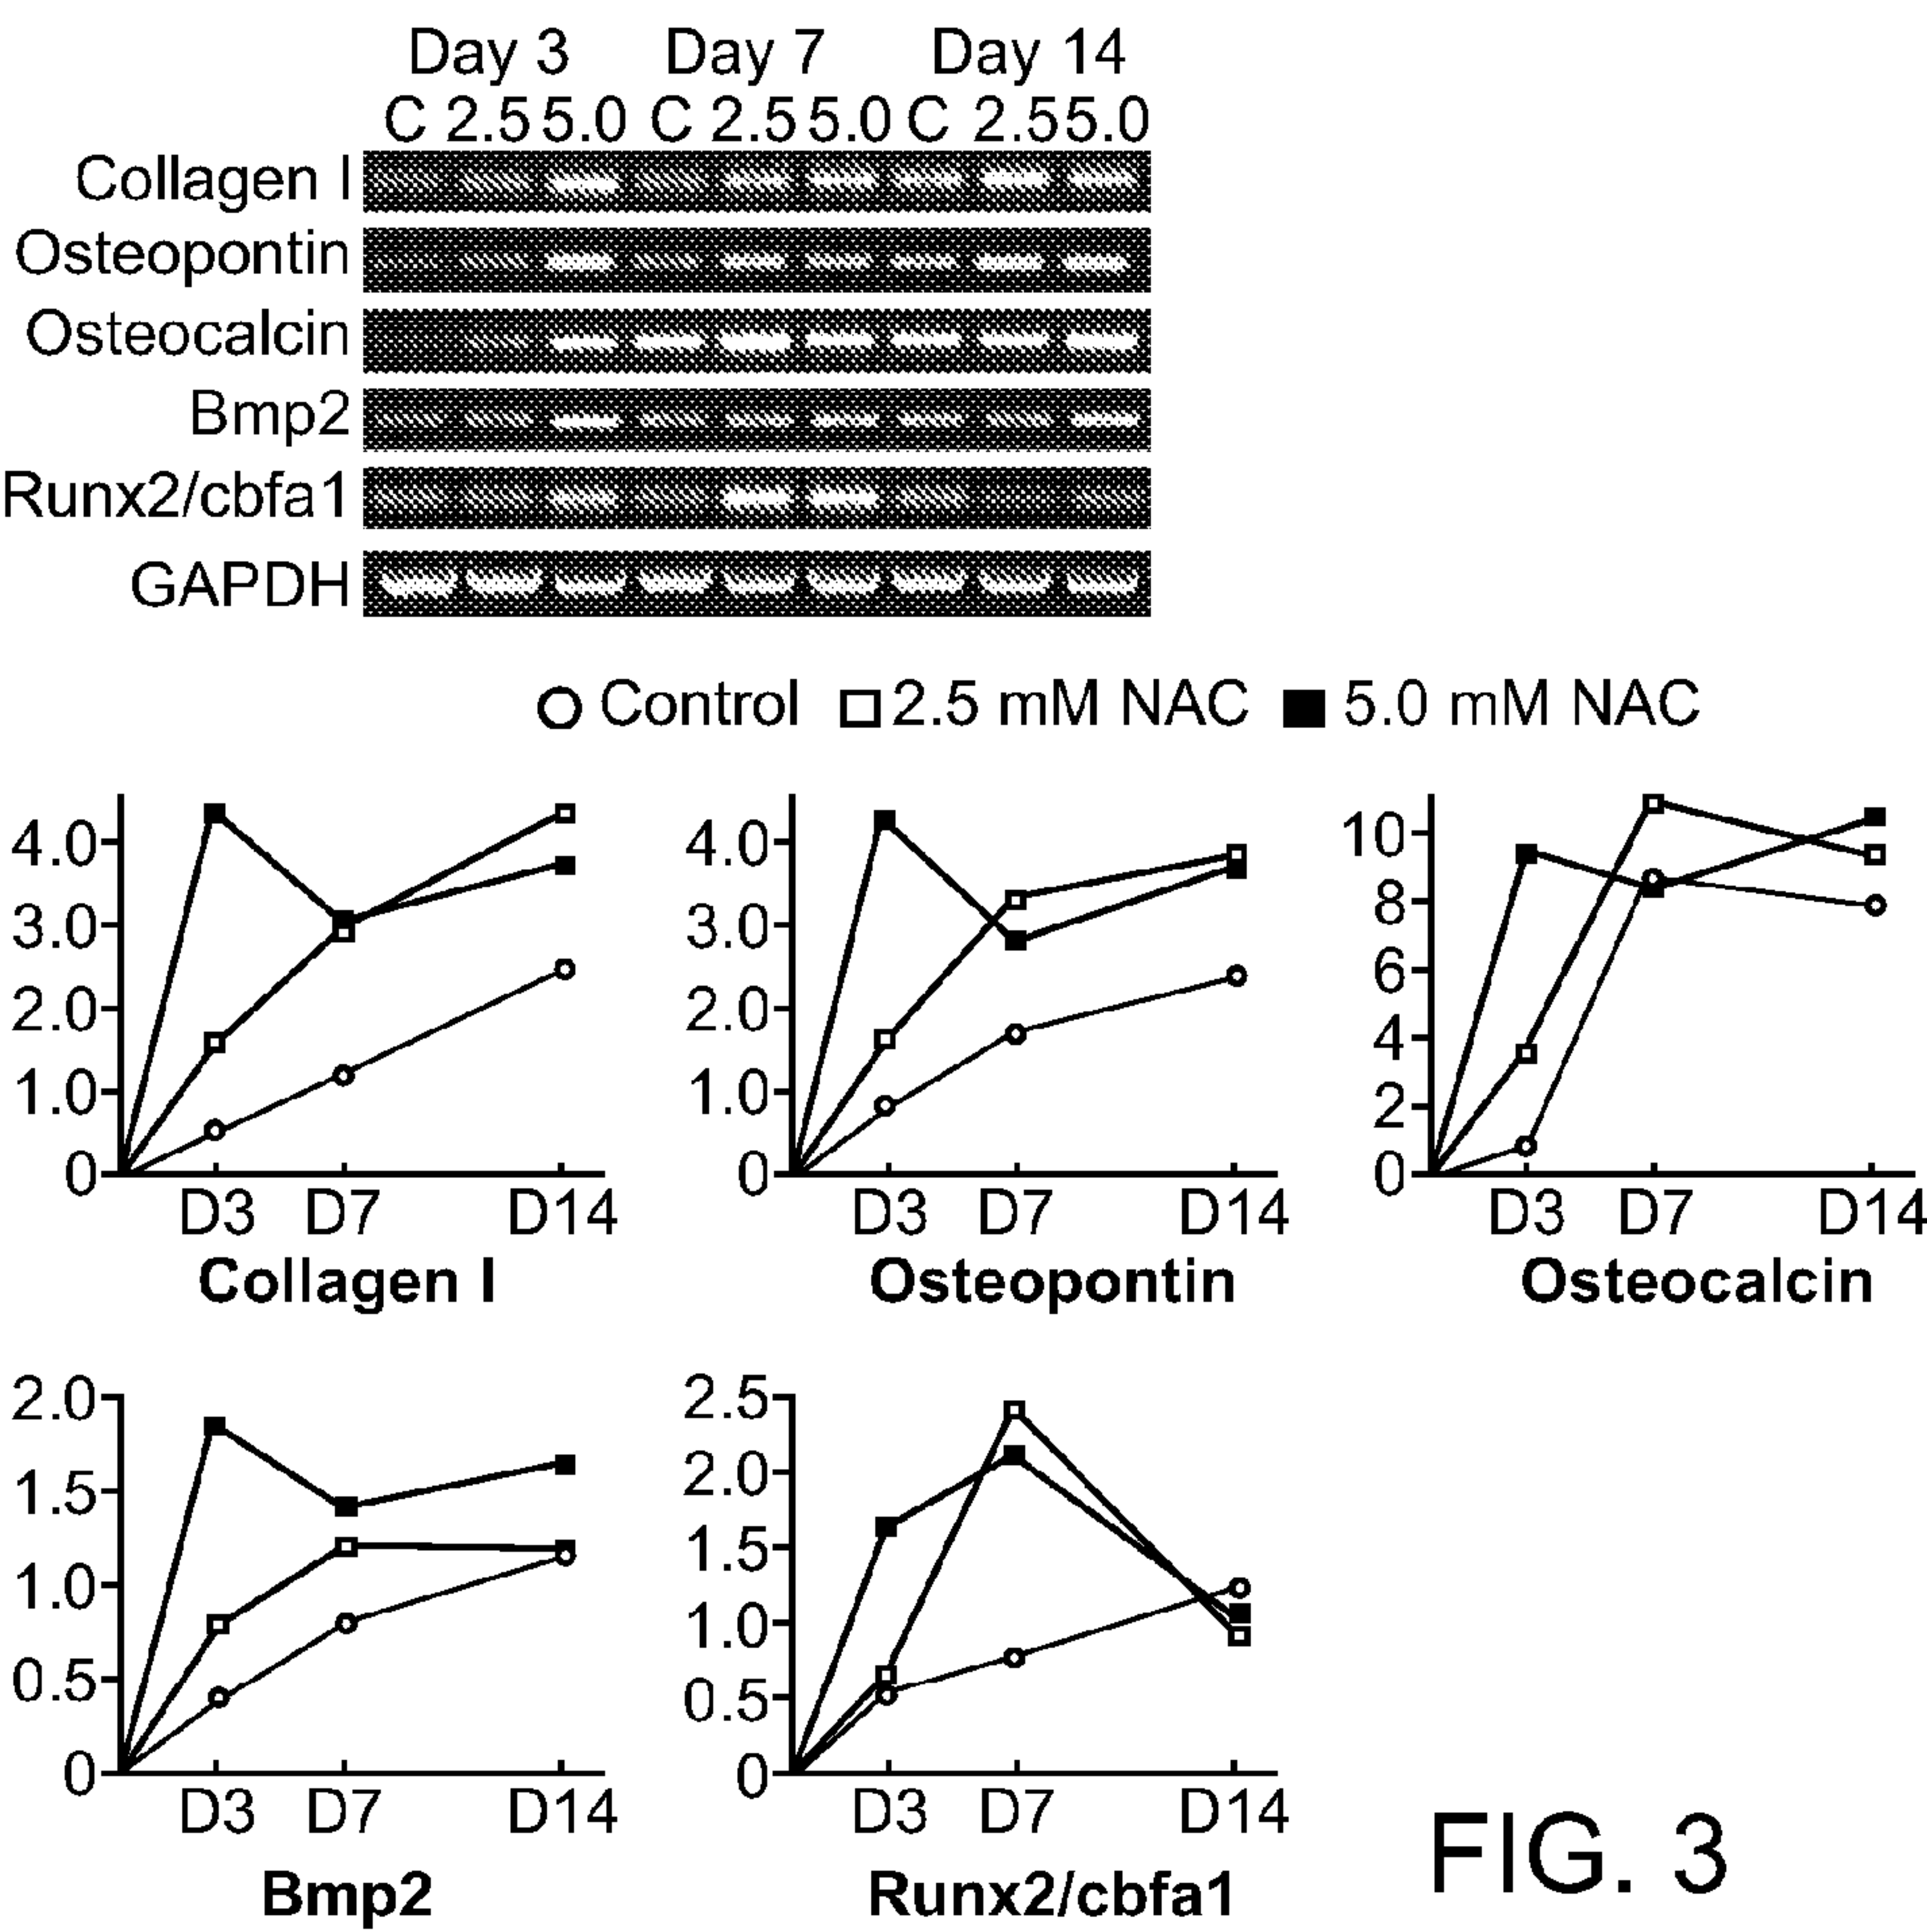 Day 3 Day 7 Day 14
C 2.5 5.0 C 2.5 5.0 C 2.5 5.0
Collagen I
Osteopontin
Osteocalcin
Bmp2
Runx2/cbfa1
GAPDH
Control 2.5 mM NAC 5.0 mM NAC
4.0
3.0
2.0
1.0
0
D3 D7 D14
Collagen I
4.0
3.0
2.0
1.0
0
D3 D7 D14
Osteopontin
10
8
6
4
2
0
D3 D7 D14
Osteocalcin
2.0
1.5
1.0
0.5
0
D3 D7 D14
Bmp2
2.5
2.0
1.5
1.0
0.5
0
D3 D7 D14
Runx2/cbfa1
FIG. 3